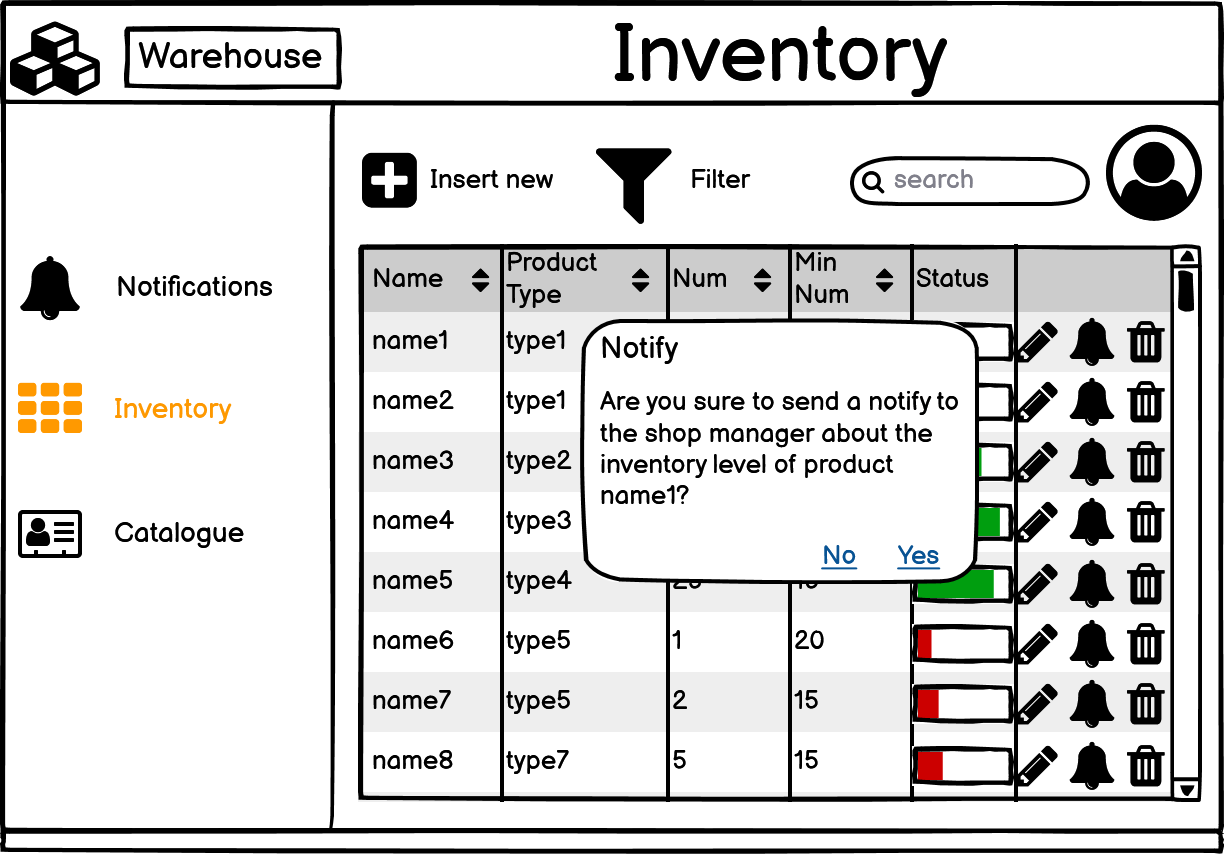 Warehouse
Inventory
Insert new
Filter
search
Notifications
Inventory
Catalogue
Name
Product
Type
Num
Min
Num
Status
name1 type1
name2 type1
name3 type2
name4 type3
name5 type4
name6 type5 1 20
name7 type5 2 15
name8 type7 5 15
Notify
Are you sure to send a notify to
the shop manager about the
inventory level of product
name1?
No Yes